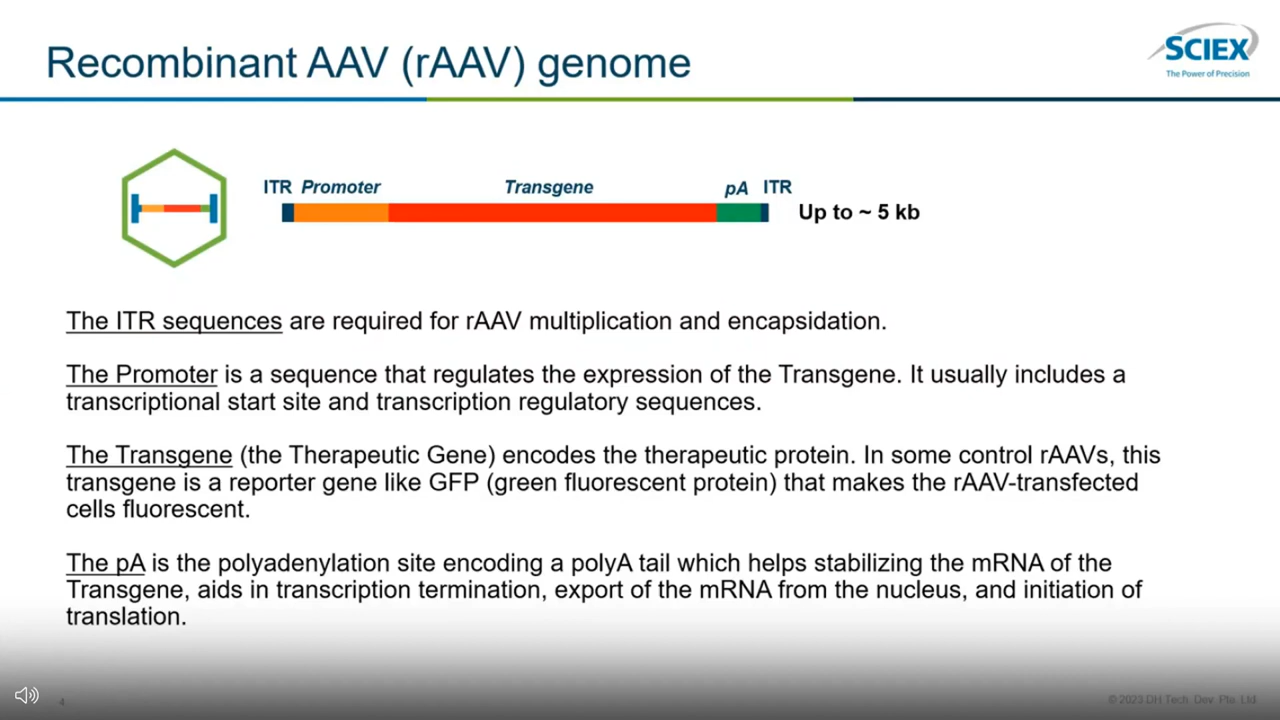 Recombinant AAV (rAAV) genome
SCIEX
The Power of Precision
ITR Promoter Transgene pA ITR
Up to ~ 5 kb
The ITR sequences are required for rAAV multiplication and encapsidation.
The Promoter is a sequence that regulates the expression of the Transgene. It usually includes a
transcriptional start site and transcription regulatory sequences.
The Transgene (the Therapeutic Gene) encodes the therapeutic protein. In some control rAAVs, this
transgene is a reporter gene like GFP (green fluorescent protein) that makes the rAAV-transfected
cells fluorescent.
The pA is the polyadenylation site encoding a polyA tail which helps stabilizing the mRNA of the
Transgene, aids in transcription termination, export of the mRNA from the nucleus, and initiation of
translation.
4
© 2023 DH Tech. Dev. Pte. Ltd.